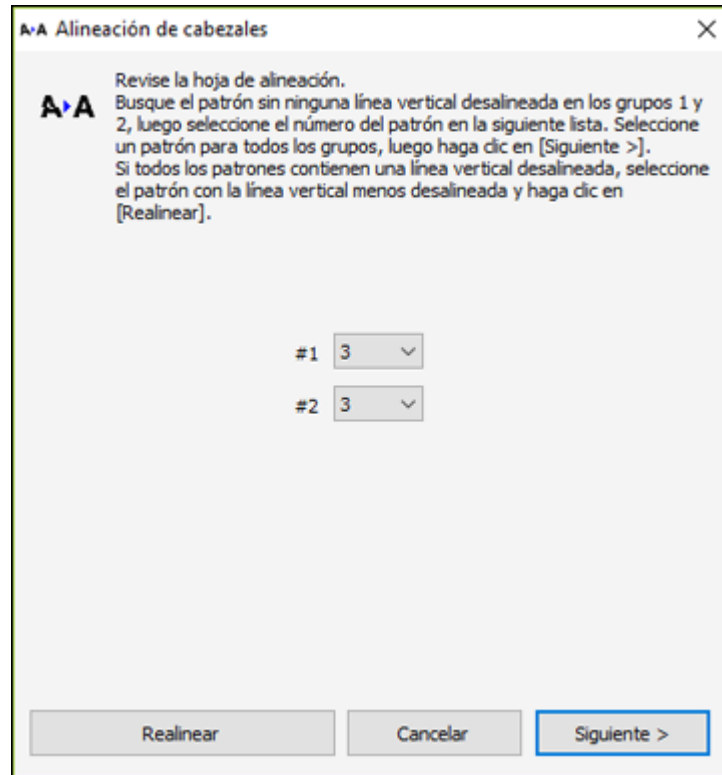 A▸A Alineación de cabezales
A▸A
Revise la hoja de alineación.
Busque el patrón sin ninguna línea vertical desalineada en los grupos 1 y
2, luego seleccione el número del patrón en la siguiente lista. Seleccione
un patrón para todos los grupos, luego haga clic en [Siguiente >].
Si todos los patrones contienen una línea vertical desalineada, seleccione
el patrón con la línea vertical menos desalineada y haga clic en
[Realinear].
#1 3
#2 3
Realinear Cancelar Siguiente >